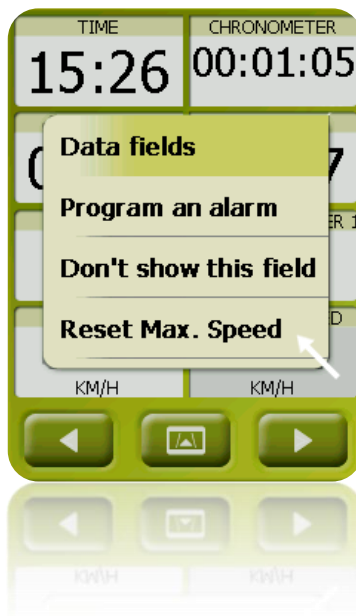 TIME CHRONOMETER
15:26 00:01:05
Data fields
Program an alarm
Don't show this field
Reset Max. Speed
KM/H KM/H